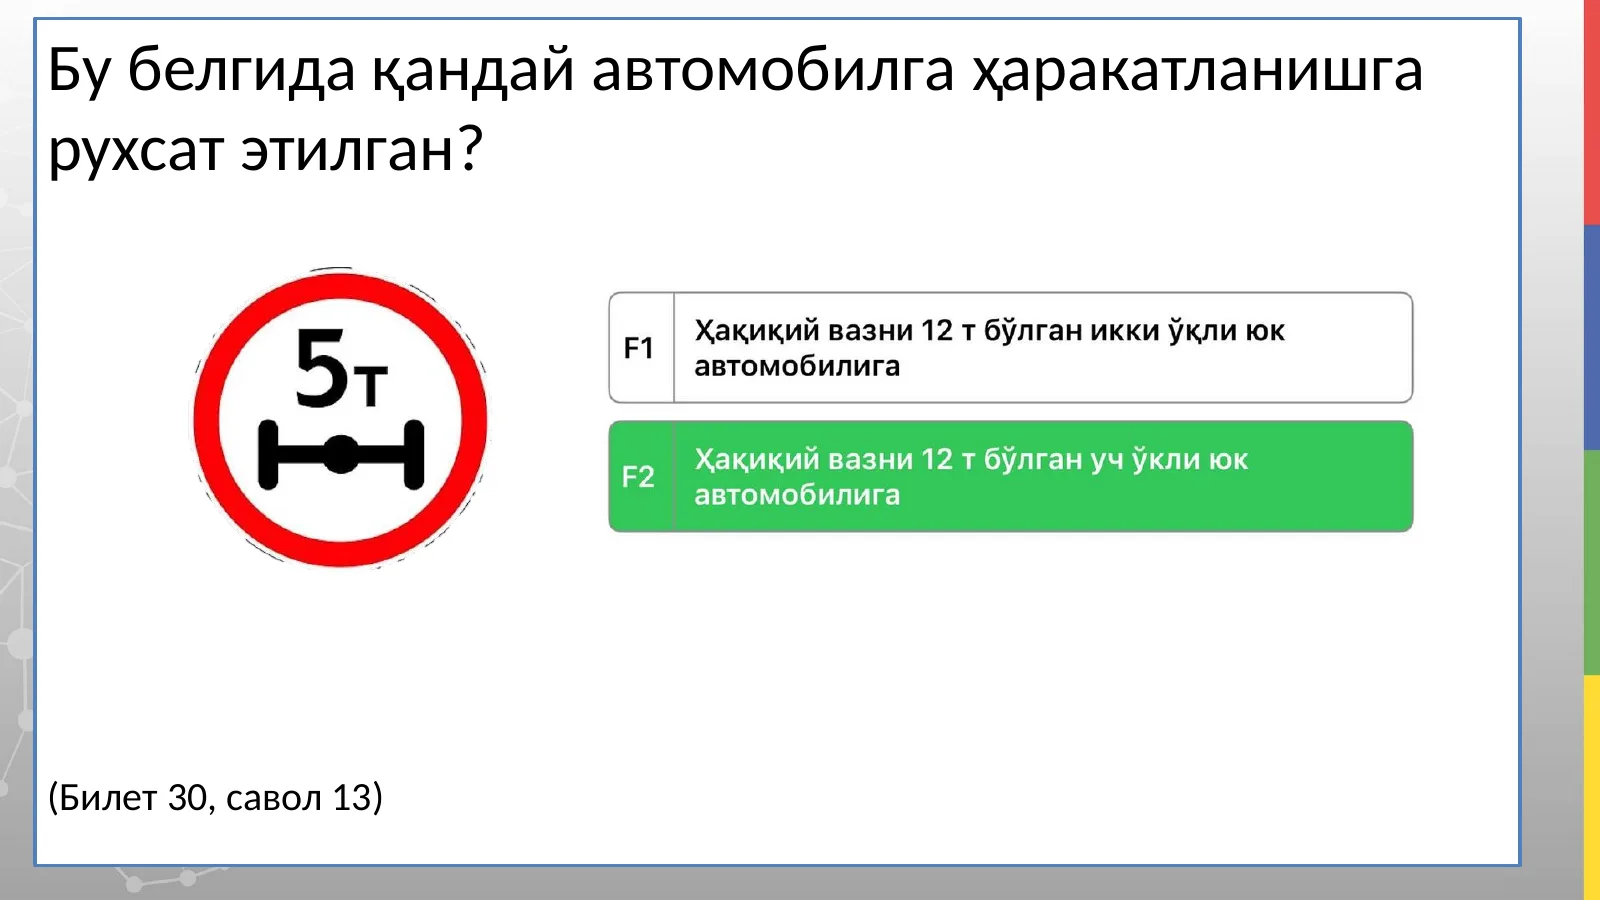 Бу белгида қандай автомобилга ҳаракатланишга
рухсат этилган?
5т
F1
Ҳақиқий вазни 12 т бўлган икки ўқли юк
автомобилига
F2
Ҳақиқий вазни 12 т бўлган уч ўкли юк
автомобилига
(Билет 30, савол 13)